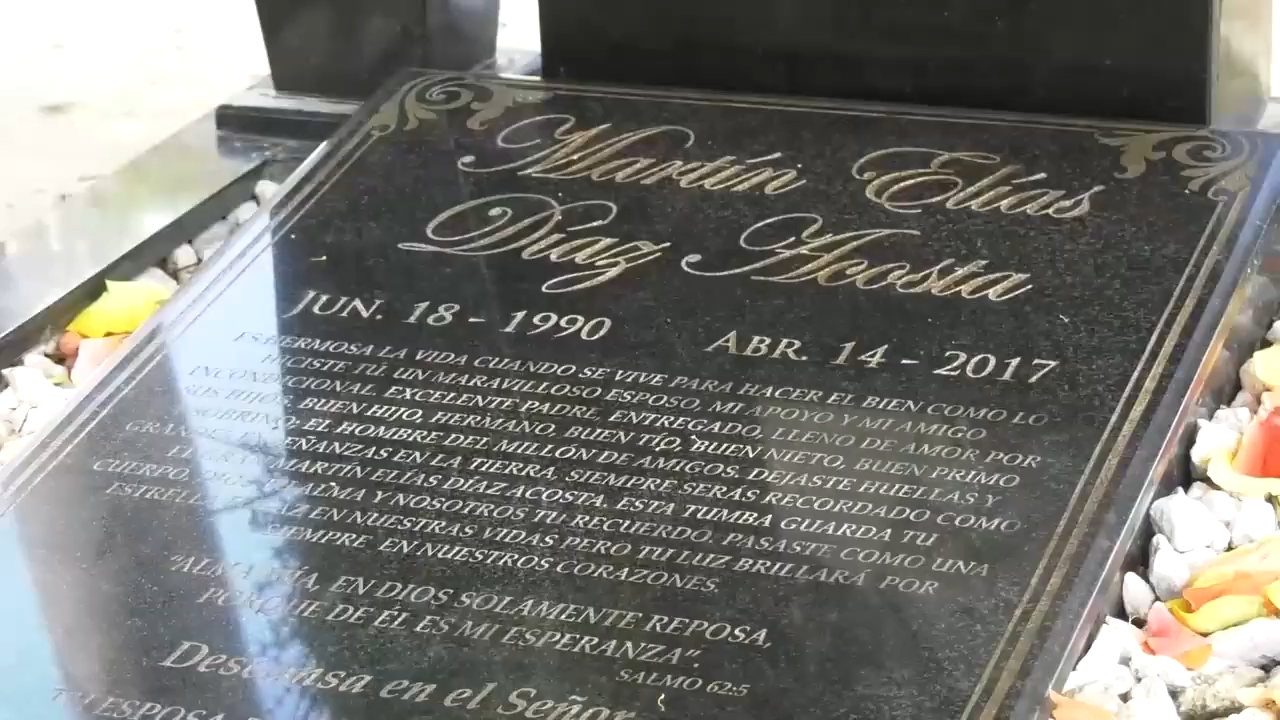 Martín Elías
Díaz Acosta
JUN. 18 - 1990 ABR. 14 - 2017
ES HERMOSA LA VIDA CUANDO SE VIVE PARA HACER EL BIEN COMO LO
HICISTE TÚ. UN MARAVILLOSO ESPOSO, MI APOYO Y MI AMIGO
INCONDICIONAL. EXCELENTE PADRE, ENTREGADO, LLENO DE AMOR POR
SUS HIJOS. BUEN HIJO, HERMANO, BUEN TÍO, BUEN NIETO, BUEN PRIMO
SOBRINO; EL HOMBRE DEL MILLÓN DE AMIGOS. DEJASTE HUELLAS Y
GRANDES ENSEÑANZAS EN LA TIERRA, SIEMPRE SERÁS RECORDADO COMO
MARTÍN ELÍAS DÍAZ ACOSTA. ESTA TUMBA GUARDA TU
CUERPO ALMA Y NOSOTROS TU RECUERDO. PASASTE COMO UNA
ESTRELLA EN NUESTRAS VIDAS PERO TU LUZ BRILLARÁ POR
SIEMPRE EN NUESTROS CORAZONES.
"ALMA MÍA, EN DIOS SOLAMENTE REPOSA,
PORQUE DE ÉL ES MI ESPERANZA".
SALMO 62:5
Descansa en el Señor
TU ESPOSA